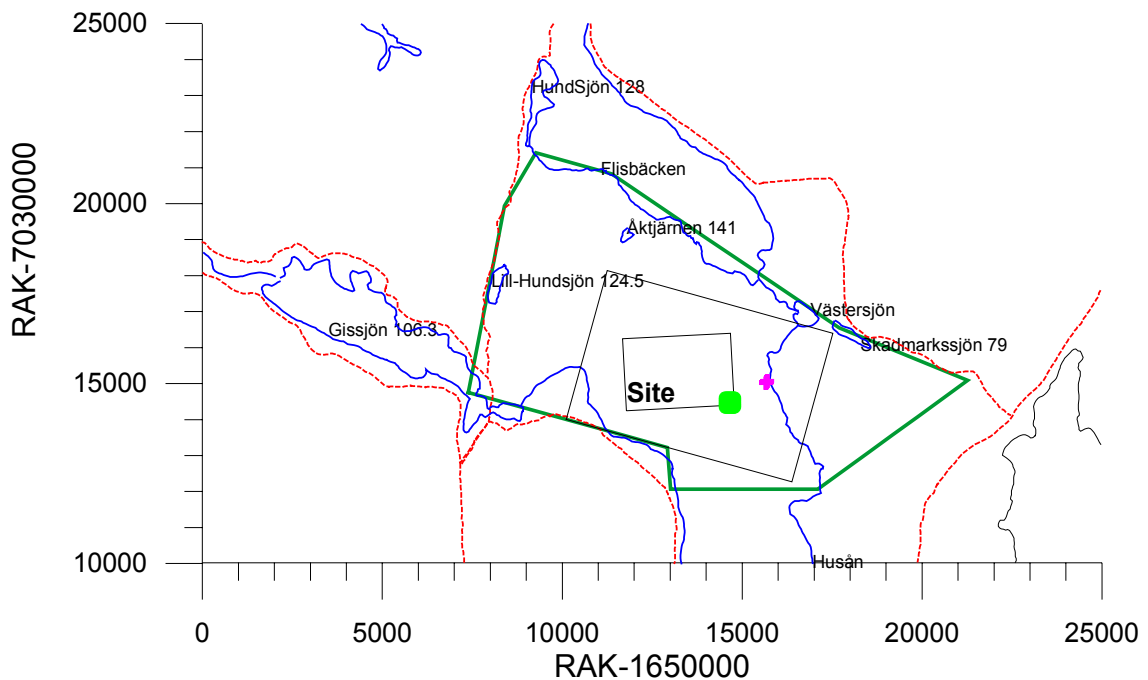 25000
HundSjön 128
Flisbäcken
20000
Åktjärnen 141
RAK-7030000
Lill-Hundsjön 124.5
Västersjön
Gissjön 106.3
Skadmarkssjön 79
15000
Site
10000
Husån
0 5000 10000 15000 20000 25000
RAK-1650000